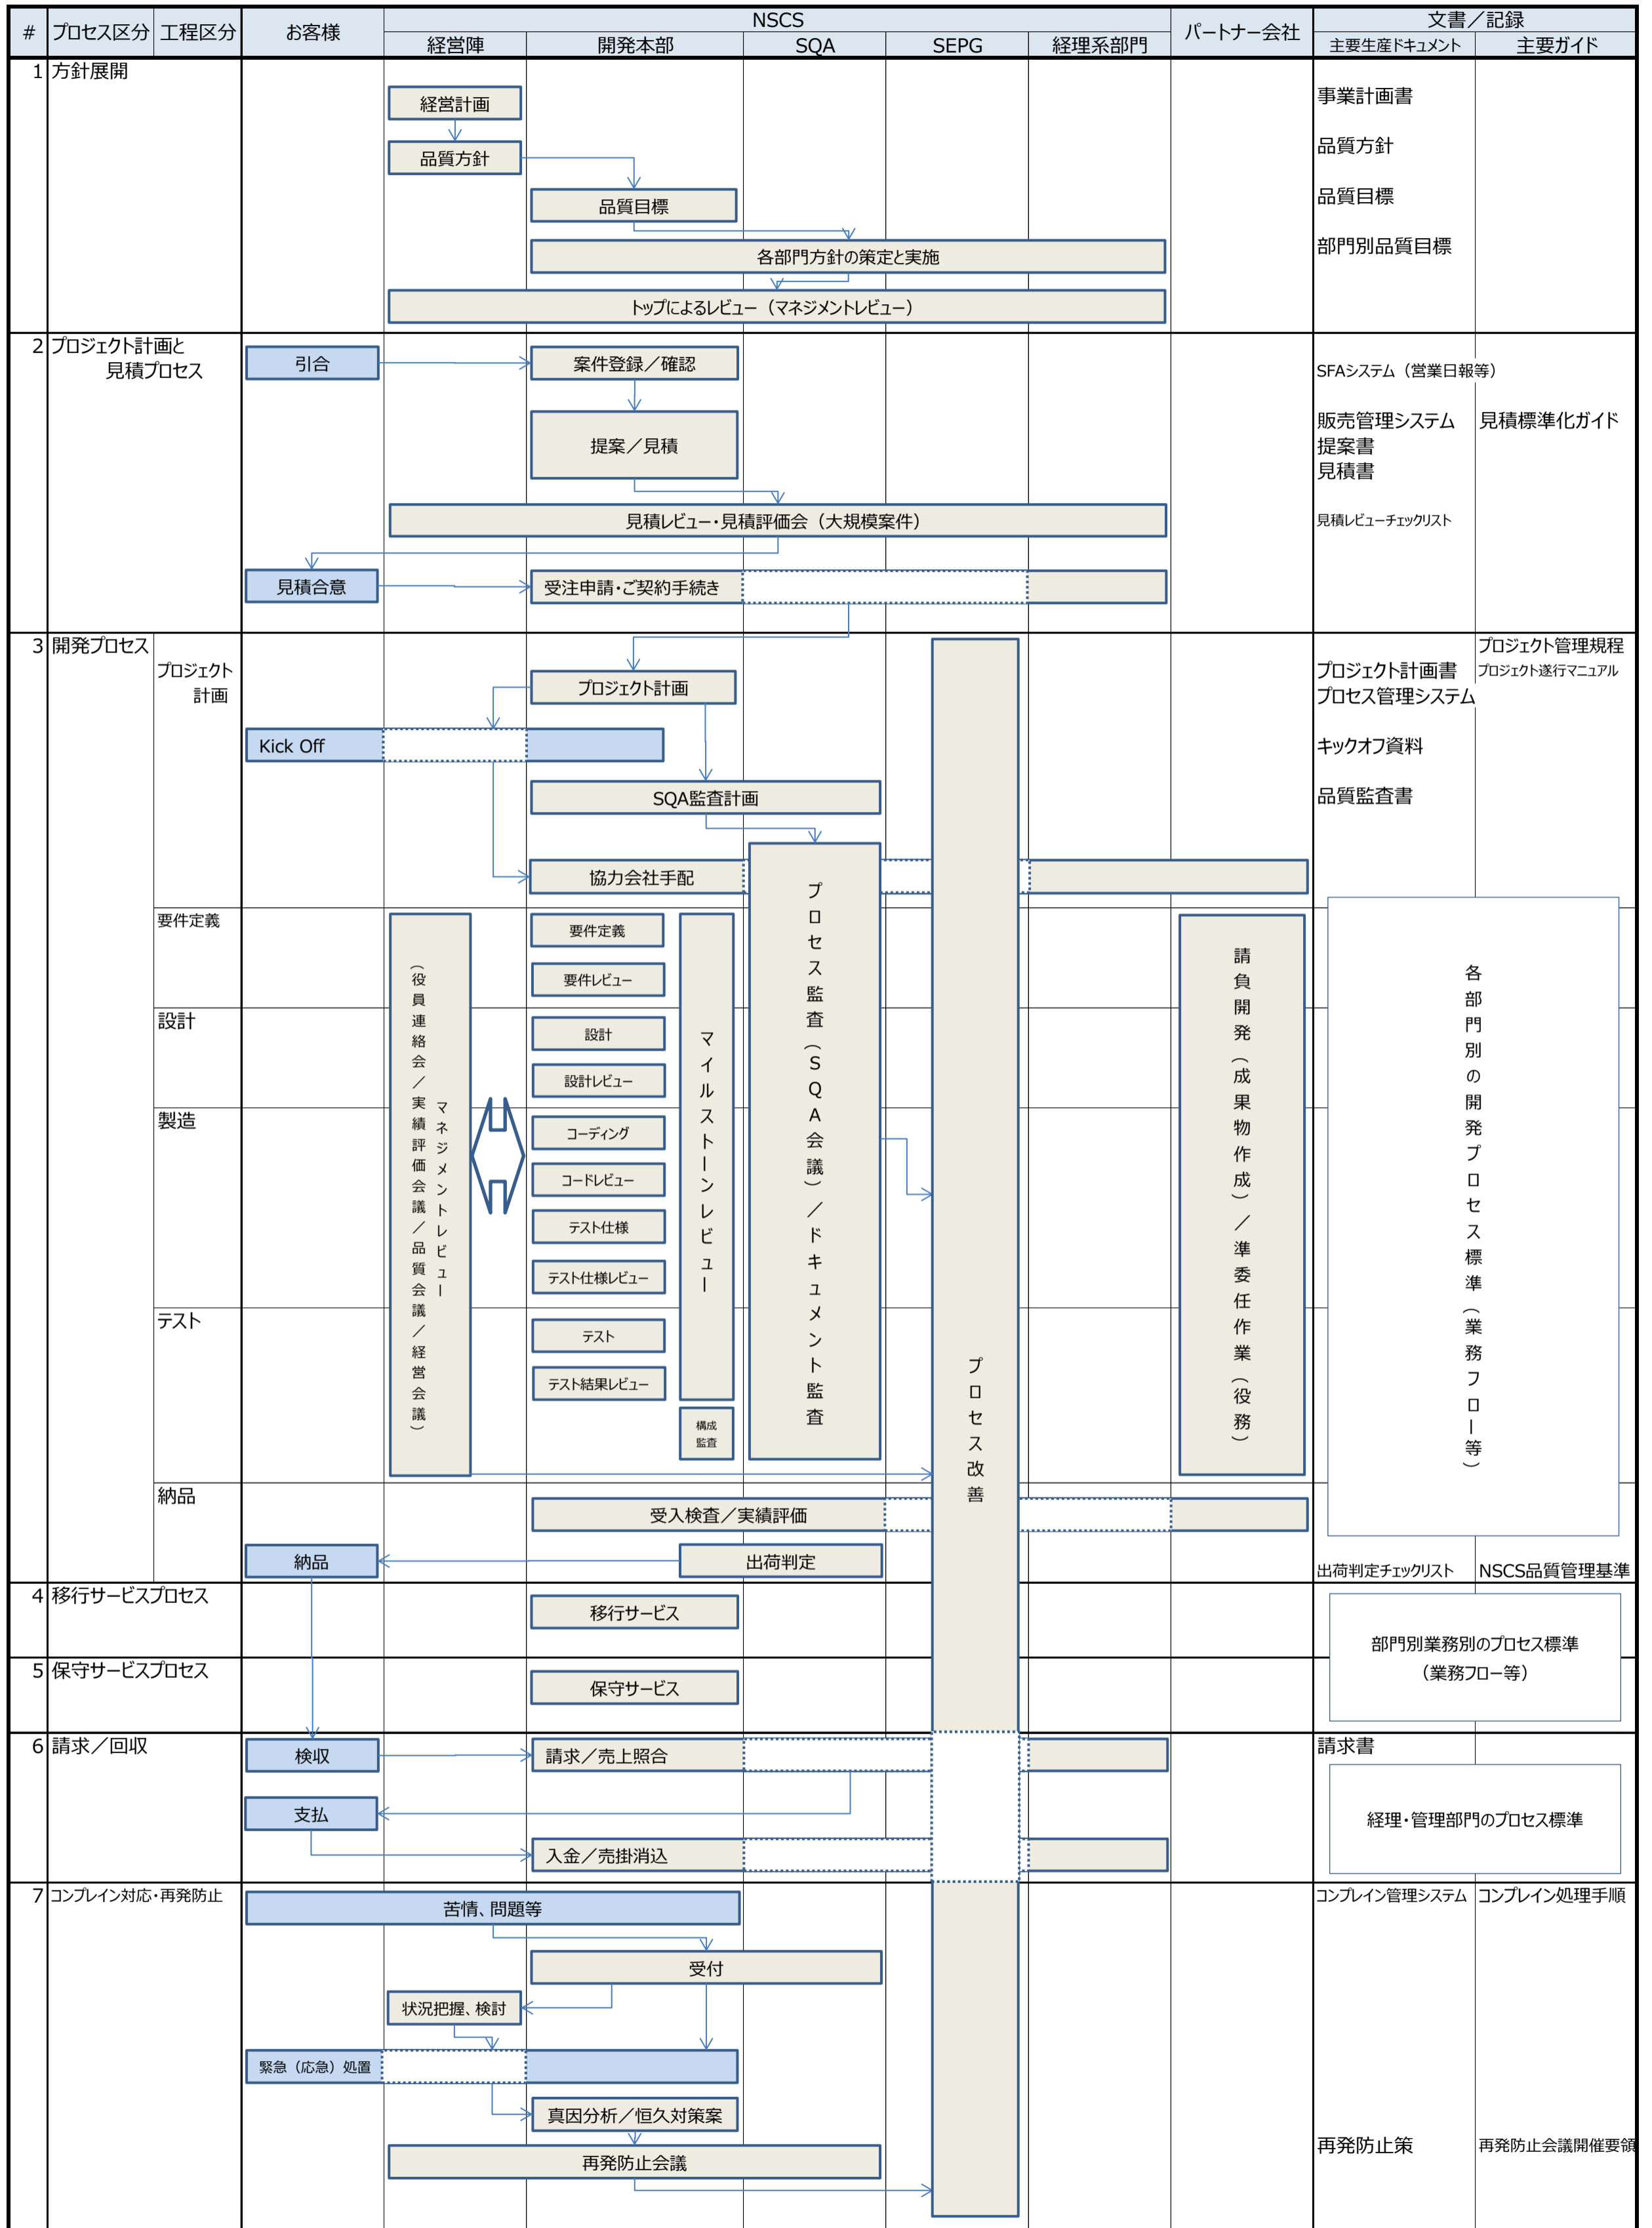 #
プロセス区分
工程区分
お客様
NSCS
経営陣
開発本部
SQA
SEPG
経理系部門
パートナー会社
文書／記録
主要生産ドキュメント
主要ガイド
1
方針展開
経営計画
事業計画書
品質方針
品質方針
品質目標
品質目標
各部門方針の策定と実施
部門別品質目標
トップによるレビュー（マネジメントレビュー）
2
プロジェクト計画と
見積プロセス
引合
案件登録／確認
SFAシステム（営業日報等）
提案／見積
販売管理システム
見積標準化ガイド
提案書
見積書
見積レビュー・見積評価会（大規模案件）
見積レビューチェックリスト
見積合意
受注申請・ご契約手続き
3
開発プロセス
プロジェクト管理規程
プロジェクト
計画
プロジェクト計画
プロジェクト計画書
プロジェクト遂行マニュアル
プロセス管理システム
Kick Off
キックオフ資料
SQA監査計画
品質監査書
協力会社手配
プロセス監査（SQA会議）／ドキュメント監査
プロセス改善
要件定義
（役員連絡会／実績評価会議／品質会議／経営会議）
マネジメントレビュー
要件定義
要件レビュー
マイルストーンレビュー
請負開発（成果物作成）／準委任作業（役務）
各部門別の開発プロセス標準（業務フロー等）
設計
設計
設計レビュー
製造
コーディング
コードレビュー
テスト仕様
テスト仕様レビュー
テスト
テスト
テスト結果レビュー
構成
監査
納品
受入検査／実績評価
納品
出荷判定
出荷判定チェックリスト
NSCS品質管理基準
4
移行サービスプロセス
移行サービス
部門別業務別のプロセス標準
（業務フロー等）
5
保守サービスプロセス
保守サービス
6
請求／回収
検収
請求／売上照合
請求書
支払
経理・管理部門のプロセス標準
入金／売掛消込
7
コンプレイン対応・再発防止
苦情、問題等
コンプレイン管理システム
コンプレイン処理手順
受付
状況把握、検討
緊急（応急）処置
真因分析／恒久対策案
再発防止会議
再発防止策
再発防止会議開催要領